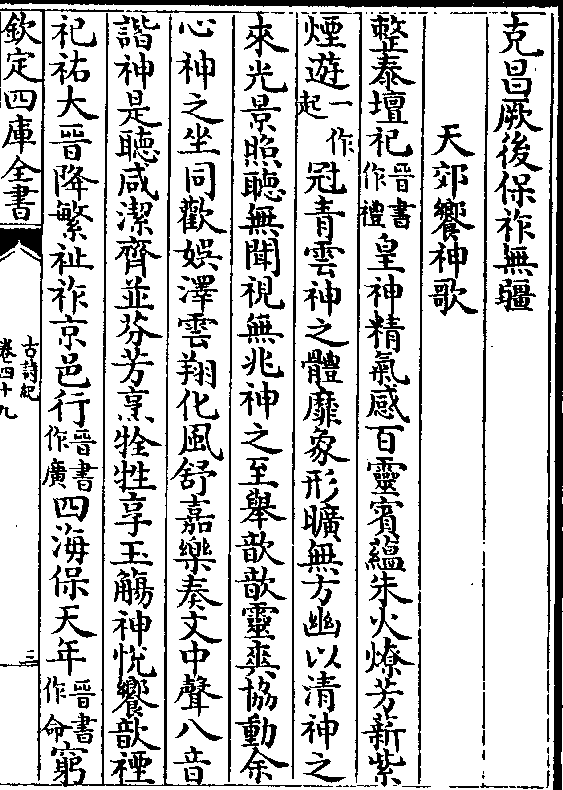 克昌厥後保祚無疆
天郊饗神歌
整泰壇祀晉書作禮皇神精氣感百靈賓蘊朱火燎芳薪紫
煙遊一作起冠青雲神之體靡象形曠無方幽以清神之
來光景照聽無聞視無兆神之至舉歆歆靈爽協動余
心神之坐同歡娛澤雲翔化風舒嘉樂奏文中聲八音
諧神是聽咸潔齊並芬芳烹牷牲享玉觴神悅饗歆禋
祀祐大晉降繁祉祚京邑行晉書作廣四海保天年晉書作命窮
欽定四庫全書
古詩紀
卷四十九
三